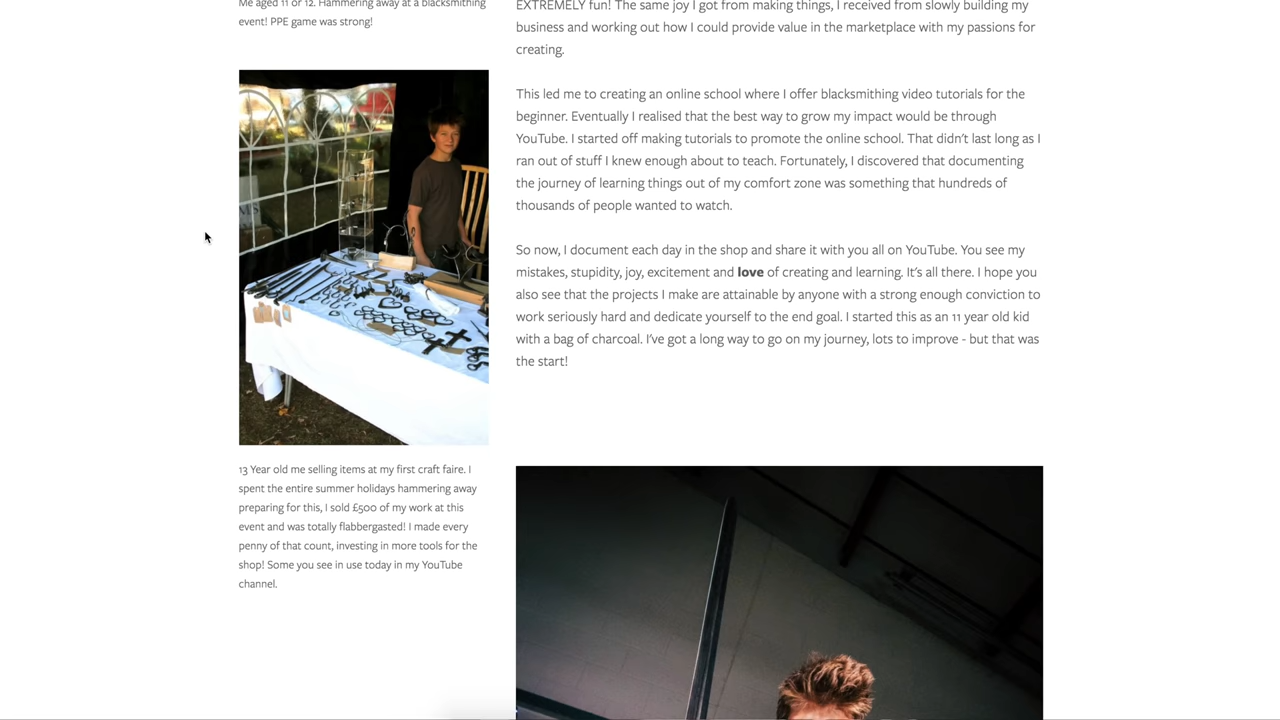 Me aged 11 or 12. Hammering away at a blacksmithing
event! PPE game was strong!
13 Year old me selling items at my first craft faire. I
spent the entire summer holidays hammering away
preparing for this, I sold £500 of my work at this
event and was totally flabbergasted! I made every
penny of that count, investing in more tools for the
shop! Some you see in use today in my YouTube
channel.
EXTREMELY fun! The same joy I got from making things, I received from slowly building my
business and working out how I could provide value in the marketplace with my passions for
creating.
This led me to creating an online school where I offer blacksmithing video tutorials for the
beginner. Eventually I realised that the best way to grow my impact would be through
YouTube. I started off making tutorials to promote the online school. That didn't last long as I
ran out of stuff I knew enough about to teach. Fortunately, I discovered that documenting
the journey of learning things out of my comfort zone was something that hundreds of
thousands of people wanted to watch.
So now, I document each day in the shop and share it with you all on YouTube. You see my
mistakes, stupidity, joy, excitement and love of creating and learning. It's all there. I hope you
also see that the projects I make are attainable by anyone with a strong enough conviction to
work seriously hard and dedicate yourself to the end goal. I started this as an 11 year old kid
with a bag of charcoal. I've got a long way to go on my journey, lots to improve - but that was
the start!